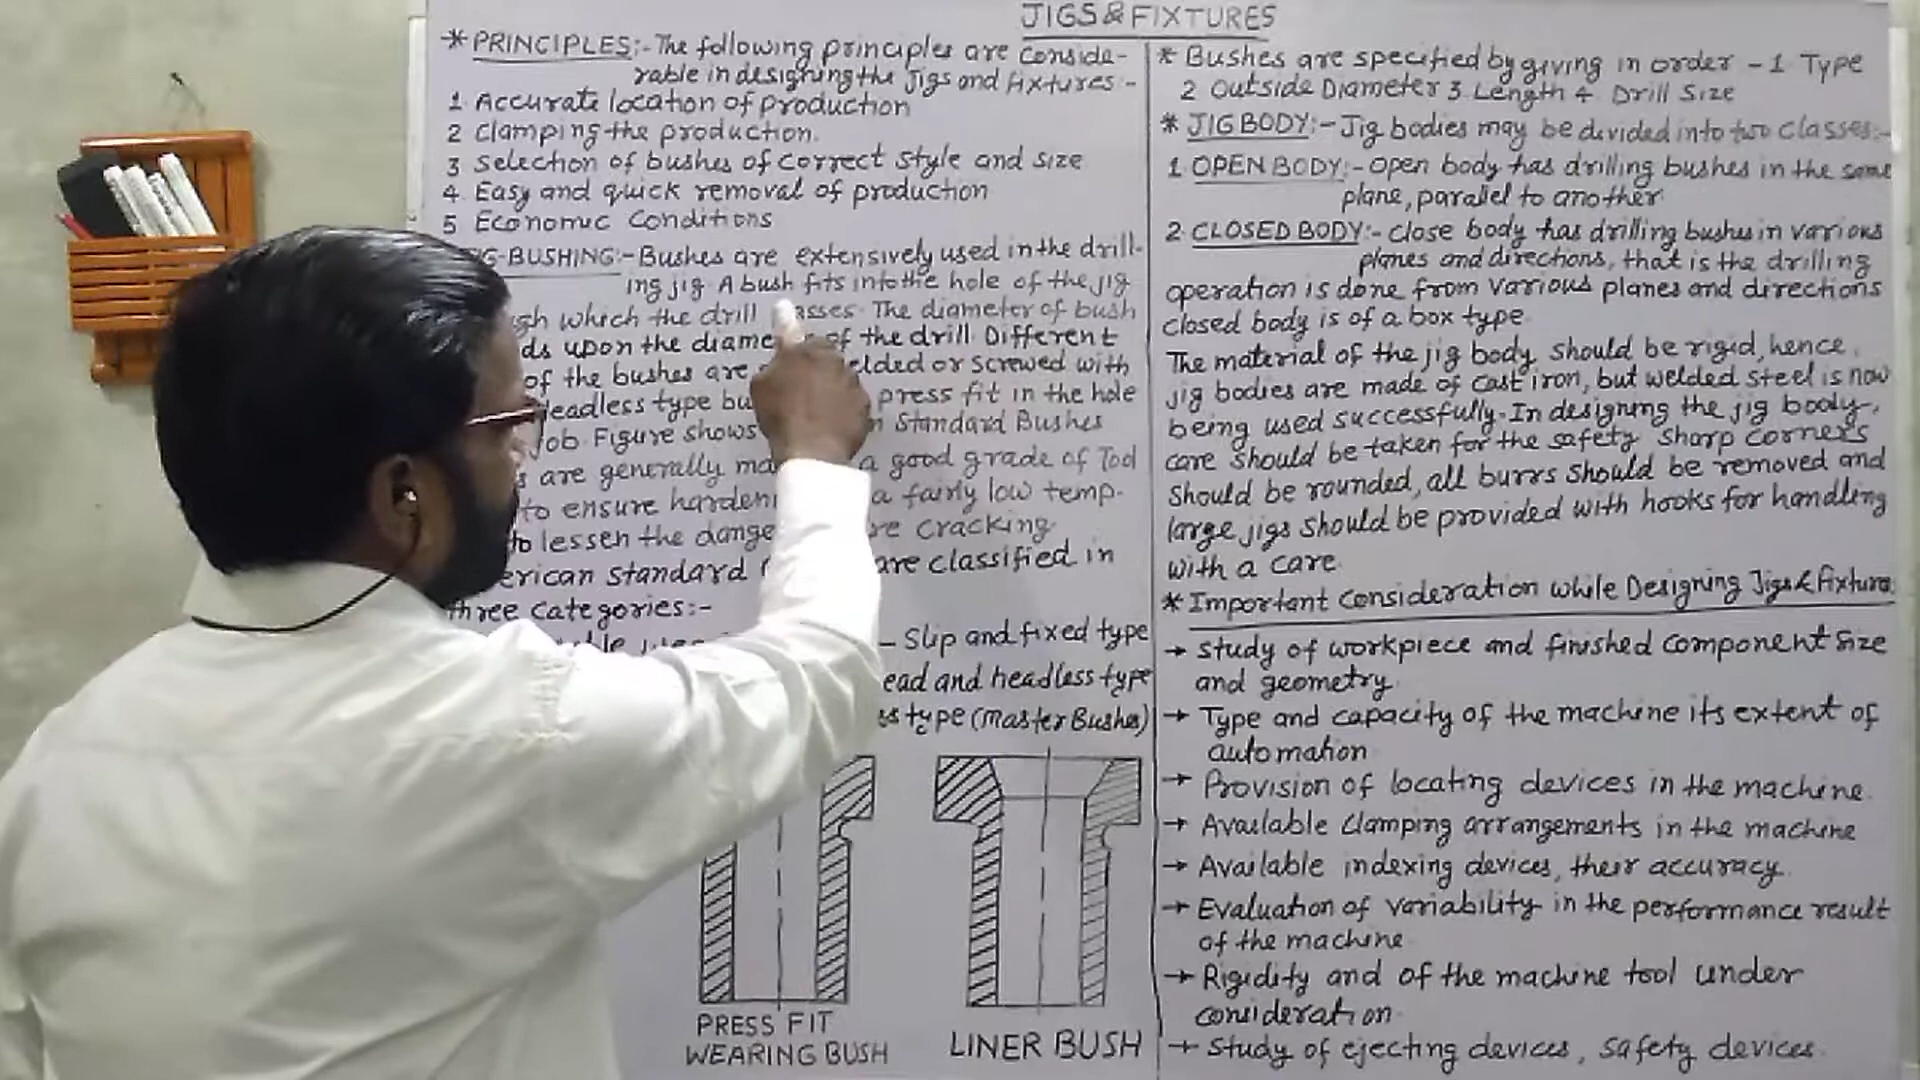 JIGS & FIXTURES
* PRINCIPLES:- The following principles are conside-
rable in designing the Jigs and fixtures:-
1 Accurate location of production
2 Clamping the production.
3 Selection of bushes of correct style and size
4. Easy and quick removal of production
5 Economic Conditions
G-BUSHING:- Bushes are extensively used in the drill-
ing jig. A bush fits into the hole of the jig
gh which the drill asses. The diameter of bush
ds upon the diame of the drill Different
of the bushes are elded or screwed with
Headless type bu press fit in the hole
job. Figure shows Standard Bushes
are generally ma a good grade of Tool
to ensure hardeni a fairly low temp.
to lessen the dange re cracking
erican standard are classified in
three categories:-
- Slip and fixed type
ead and headless type
ss type (Master Bushes)
PRESS FIT
WEARING BUSH
LINER BUSH
* Bushes are specified by giving in order - 1 Type
2 Outside Diameter 3. Length 4. Drill Size
* JIG BODY:- Jig bodies may be divided into two classes:-
1. OPEN BODY:- Open body has drilling bushes in the same
plane, parallel to another.
2 CLOSED BODY:- Close body has drilling bushes in various
planes and directions, that is the drilling
operation is done from various planes and directions
closed body is of a box type.
The material of the jig body should be rigid, hence
jig bodies are made of cast iron, but welded steel is now
being used successfully. In designing the jig body,
care should be taken for the safety sharp corners
should be rounded, all burrs should be removed and
large jigs should be provided with hooks for handling
with a care.
* Important Consideration while Designing Jigs & fixture
→ Study of workpiece and finished component size
and geometry.
→ Type and capacity of the machine its extent of
automation
→ Provision of locating devices in the machine.
→ Available clamping arrangements in the machine
→ Available indexing devices, their accuracy.
→ Evaluation of variability in the performance result
of the machine
→ Rigidity and of the machine tool under
consideration.
→ Study of ejecting devices, safety devices.